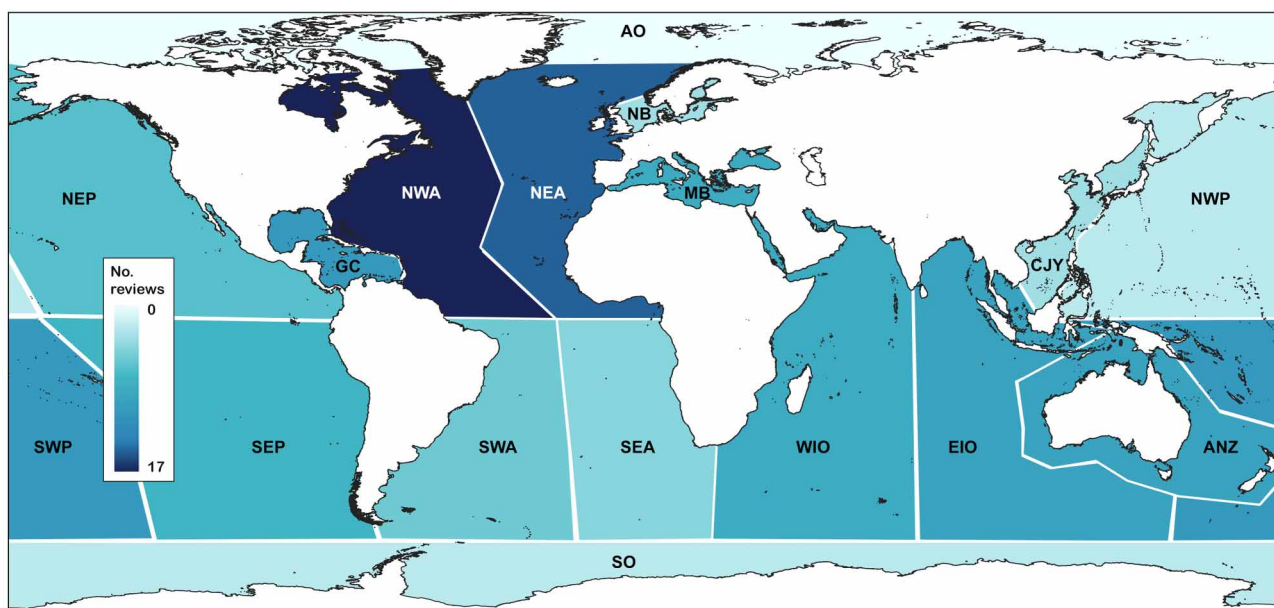 AO
NB
NEP
NWA
NEA
MB
NWP
GC
CJY
No.
reviews
0
17
SWP
SEP
SWA
SEA
WIO
EIO
ANZ
SO